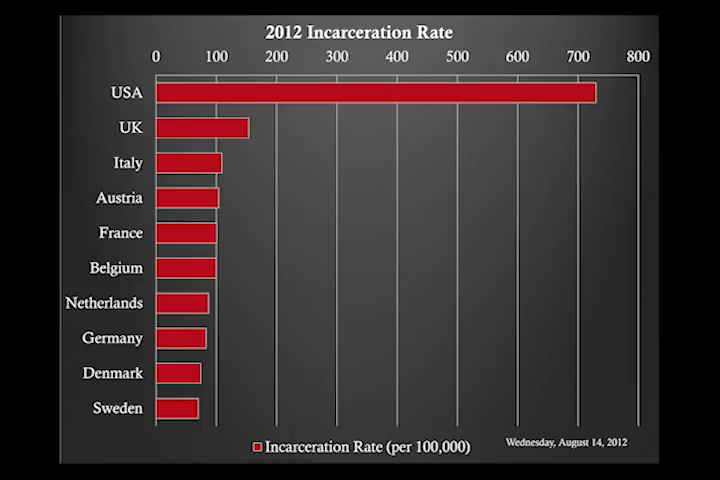 2012 Incarceration Rate
0 100 200 300 400 500 600 700 800
USA
UK
Italy
Austria
France
Belgium
Netherlands
Germany
Denmark
Sweden
Incarceration Rate (per 100,000)
Wednesday, August 14, 2012